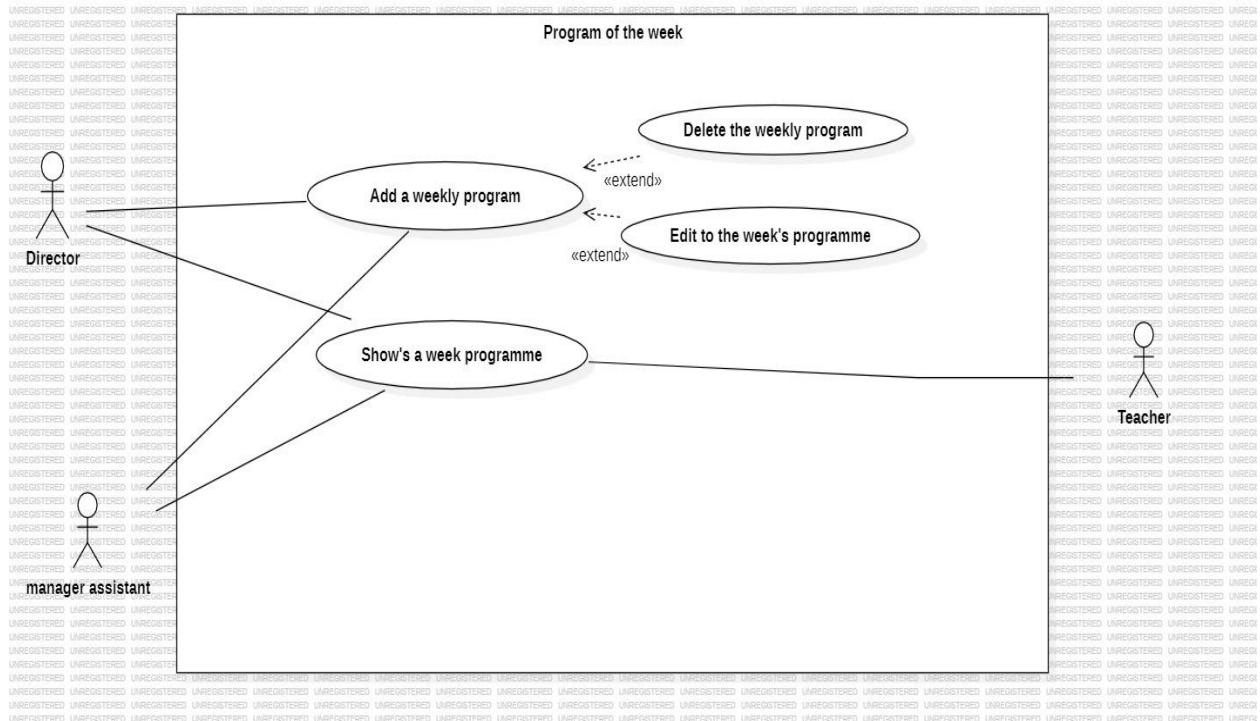 Program of the week
Delete the weekly program
«extend»
Add a weekly program
Edit to the week's programme
«extend»
Director
Show's a week programme
Teacher
manager assistant
UNREGISTERED